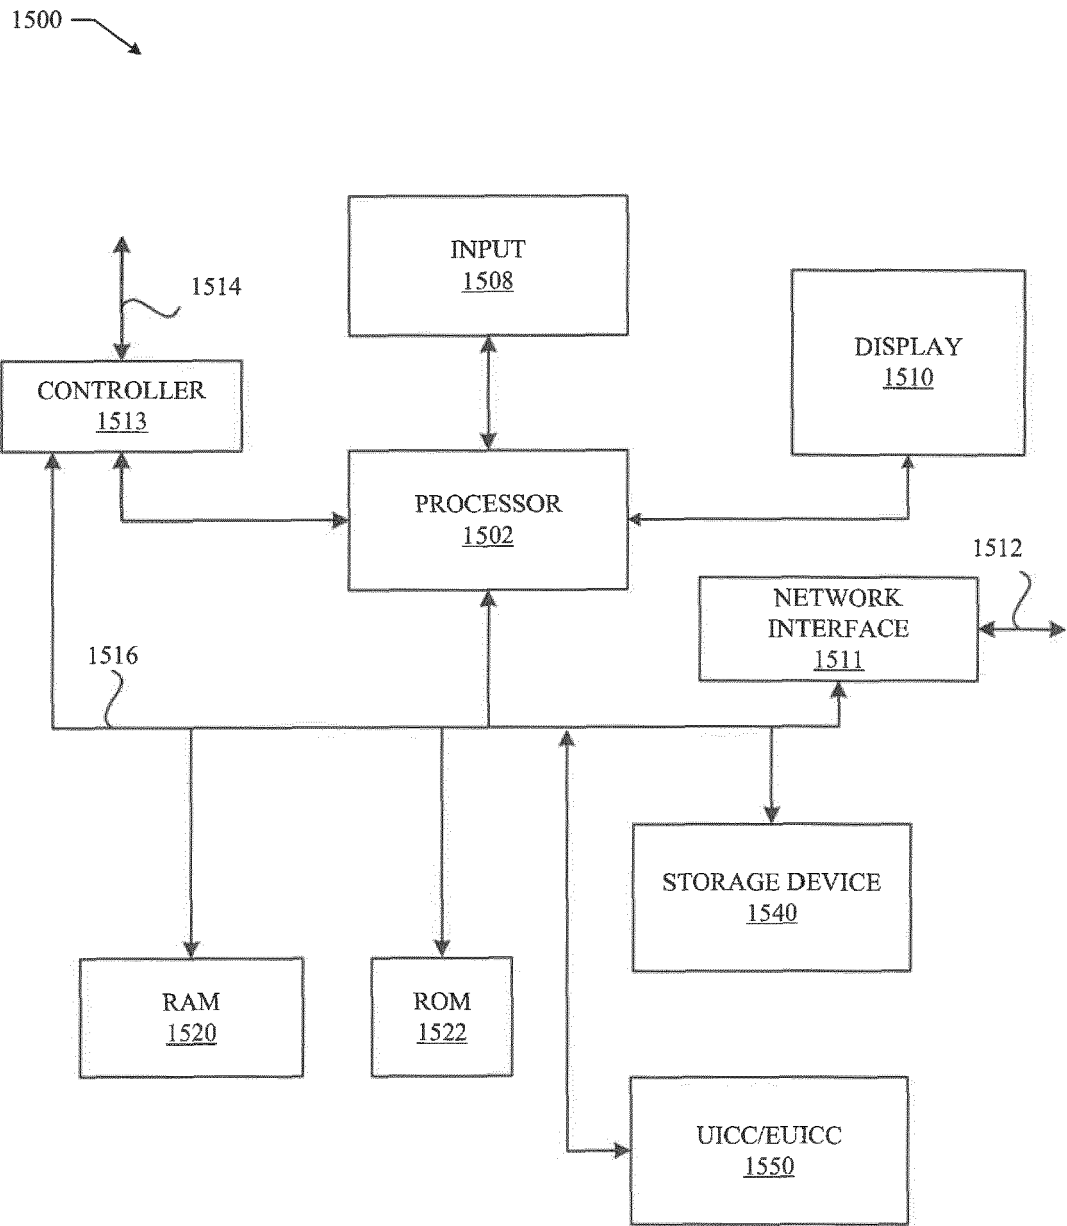 1500
INPUT
1508
1514
DISPLAY
1510
CONTROLLER
1513
PROCESSOR
1502
1512
NETWORK
INTERFACE
1511
1516
STORAGE DEVICE
1540
RAM
1520
ROM
1522
UICC/EUICC
1550